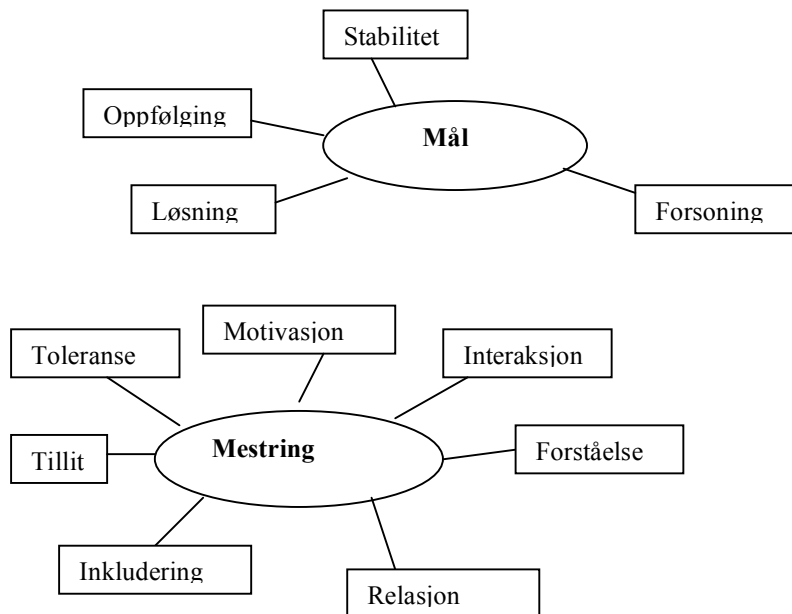 Stabilitet
Oppfølging
Mål
Løsning
Forsoning
Motivasjon
Toleranse
Interaksjon
Mestring
Forståelse
Tillit
Inkludering
Relasjon